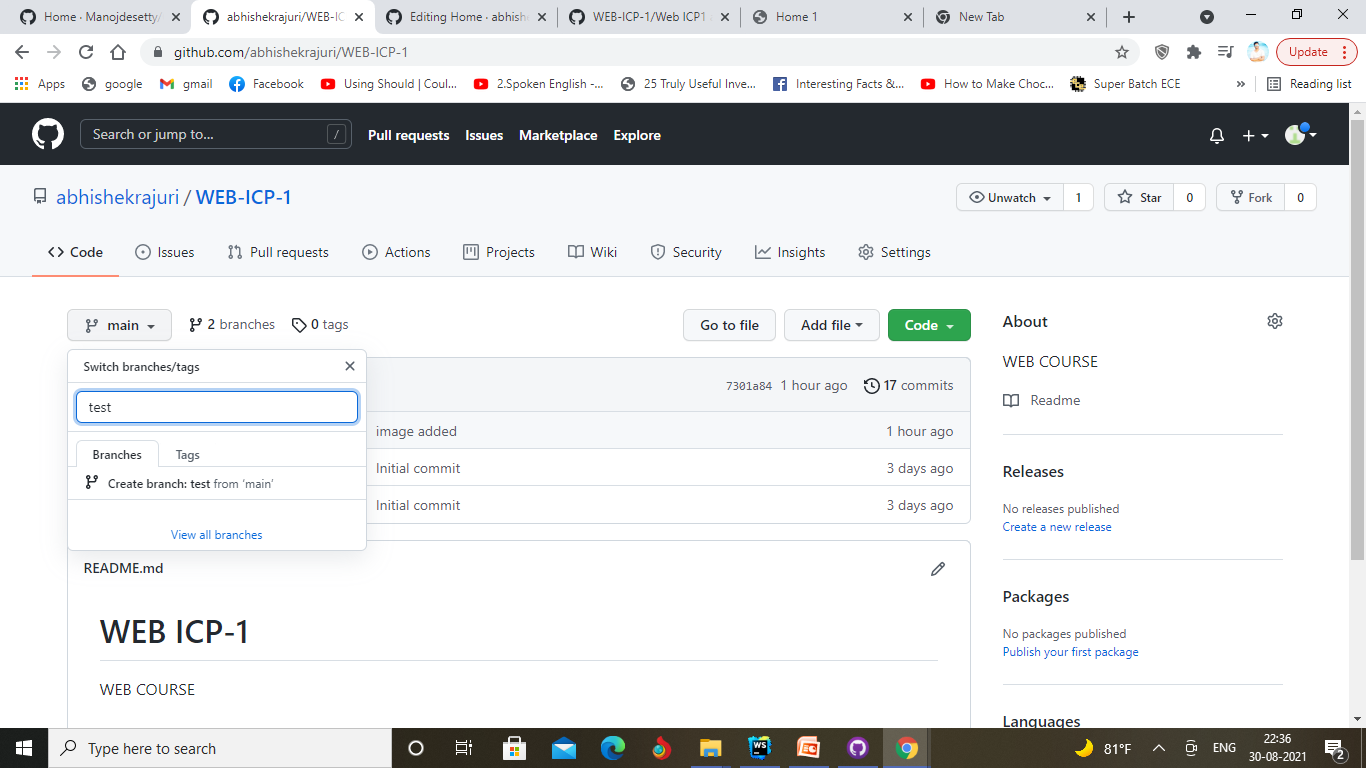 Home · Manojdesetty/
abhishekrajuri/WEB-IC
Editing Home · abhish
WEB-ICP-1/Web ICP1
Home 1
New Tab
github.com/abhishekrajuri/WEB-ICP-1
Update
Apps
google
gmail
Facebook
Using Should | Coul...
2.Spoken English -...
25 Truly Useful Inve...
Interesting Facts &...
How to Make Choc...
Super Batch ECE
»
Reading list
Search or jump to...
/
Pull requests
Issues
Marketplace
Explore
abhishekrajuri / WEB-ICP-1
Unwatch
1
Star
0
Fork
0
Code
Issues
Pull requests
Actions
Projects
Wiki
Security
Insights
Settings
main
2 branches
0 tags
Go to file
Add file
Code
Switch branches/tags
test
Branches
Tags
Create branch: test from ‘main’
View all branches
7301a84 1 hour ago
17 commits
image added
1 hour ago
Initial commit
3 days ago
Initial commit
3 days ago
README.md
WEB ICP-1
WEB COURSE
About
WEB COURSE
Readme
Releases
No releases published
Create a new release
Packages
No packages published
Publish your first package
Languages
Type here to search
WS
81°F
ENG
22:36
30-08-2021
2